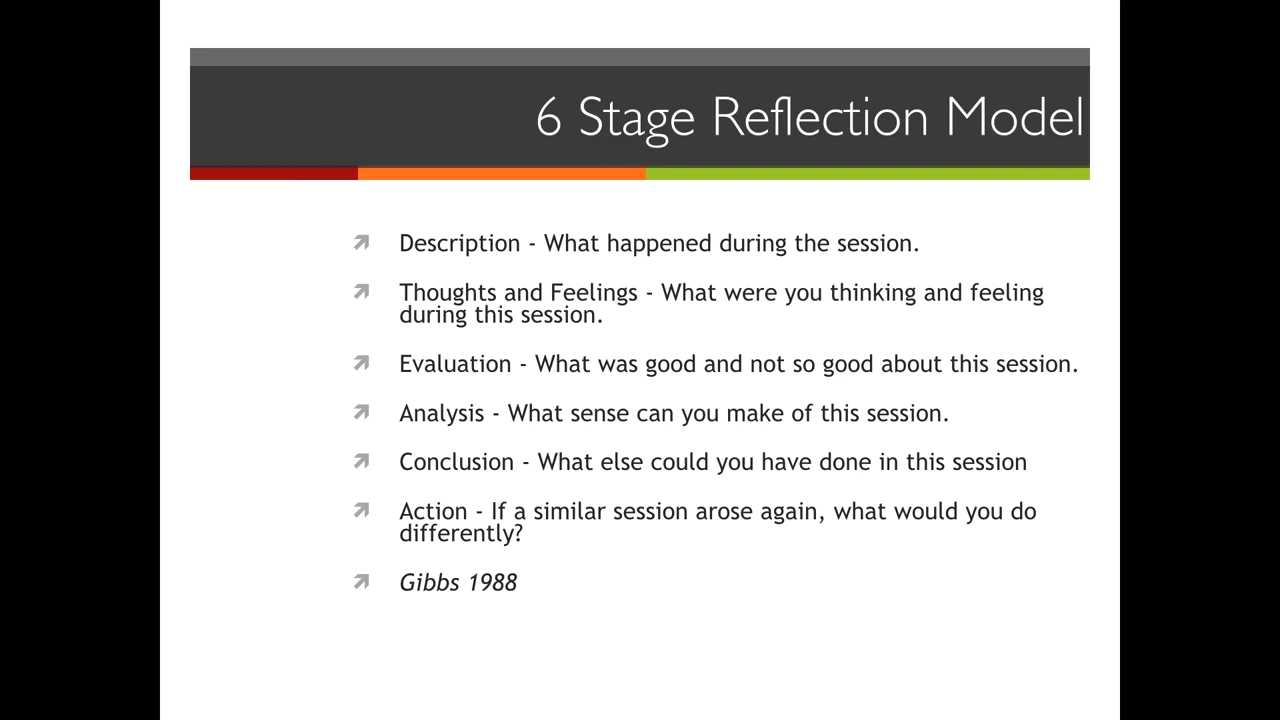 6 Stage Reflection Model
Description - What happened during the session.
Thoughts and Feelings - What were you thinking and feeling
during this session.
Evaluation - What was good and not so good about this session.
Analysis - What sense can you make of this session.
Conclusion - What else could you have done in this session
Action - If a similar session arose again, what would you do
differently?
Gibbs 1988